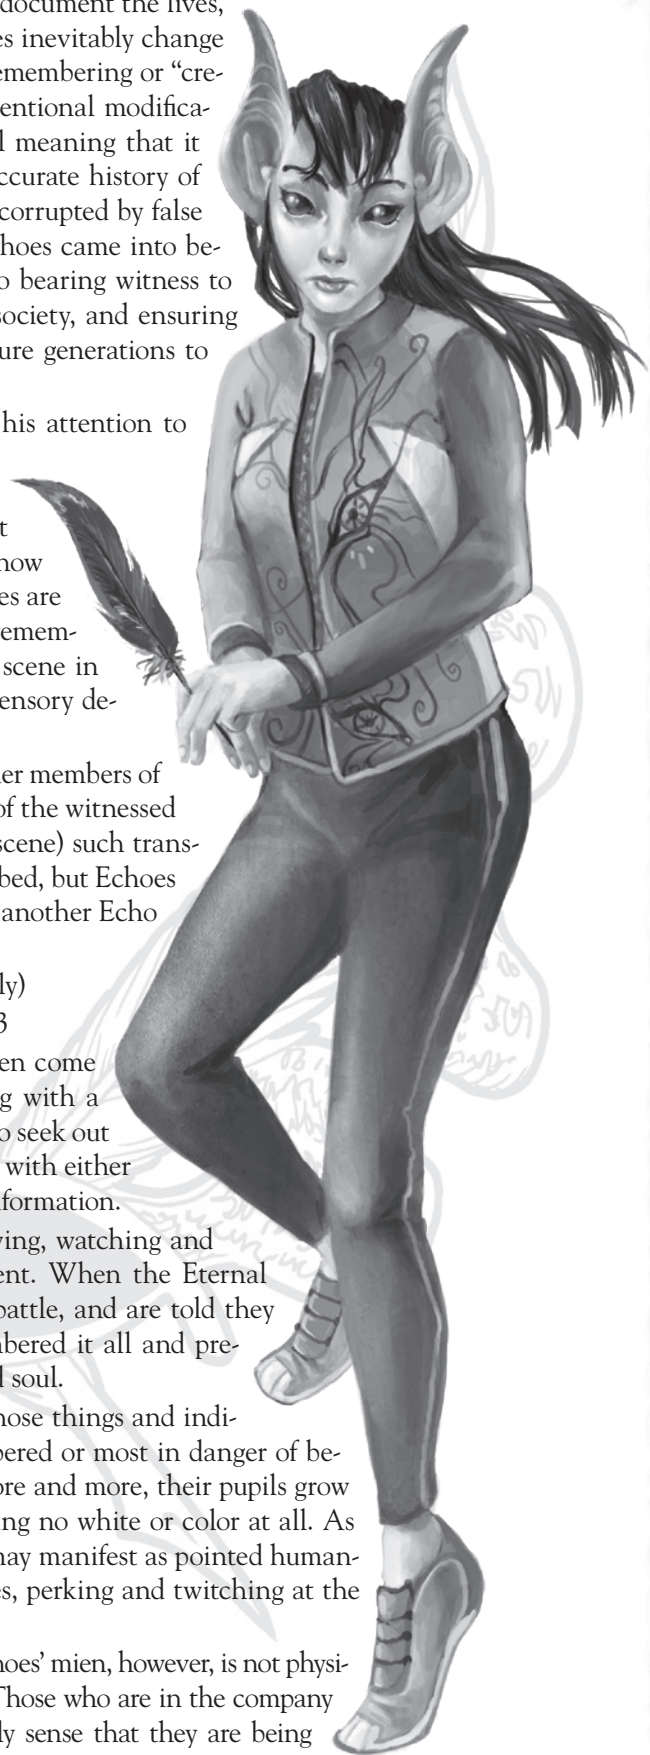 document the lives,
es inevitably change
emembering or “cre-
entional modifica-
l meaning that it
ccurate history of
corrupted by false
hoes came into be-
o bearing witness to
society, and ensuring
ure generations to
his attention to
t
now
es are
emem-
scene in
ensory de-
er members of
of the witnessed
scene) such trans-
bed, but Echoes
another Echo
ly)
3
en come
g with a
o seek out
with either
nformation.
ving, watching and
ent. When the Eternal
battle, and are told they
bered it all and pre-
l soul.
hose things and indi-
bered or most in danger of be-
ore and more, their pupils grow
ing no white or color at all. As
may manifest as pointed human-
es, perking and twitching at the
hoes’ mien, however, is not physi-
Those who are in the company
ly sense that they are being